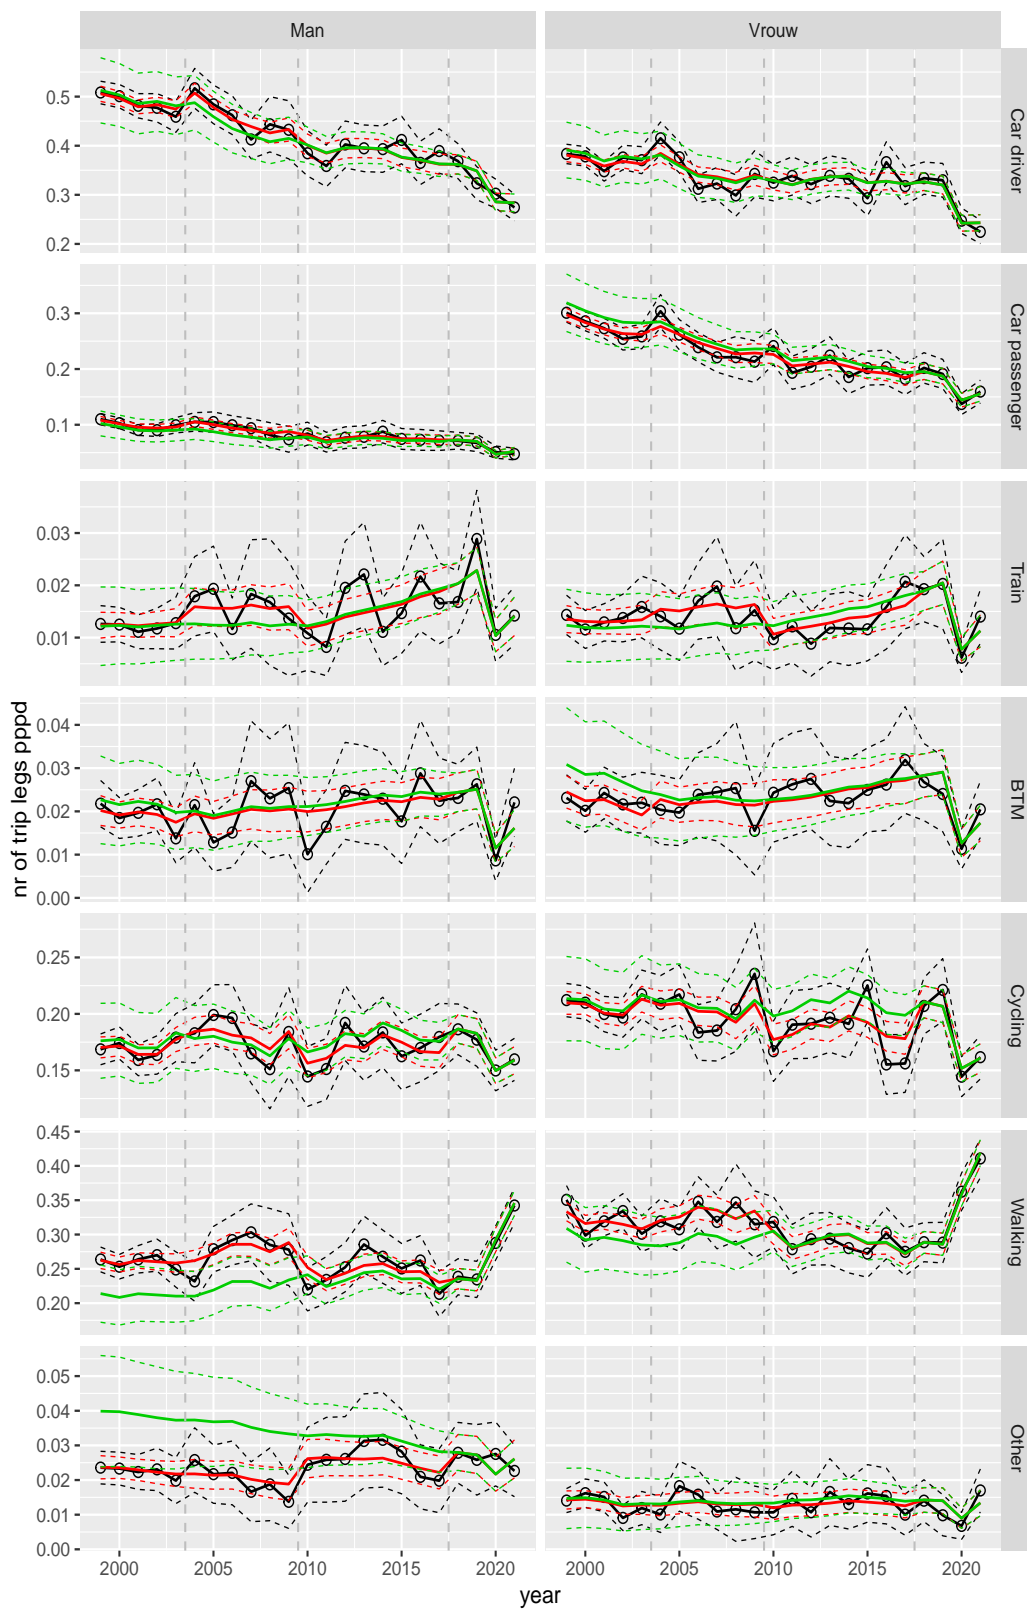 Man
Vrouw
0.5
0.4
0.3
0.2
Car driver
0.3
0.2
0.1
Car passenger
0.03
0.02
0.01
Train
0.04
0.03
0.02
0.01
0.00
BTM
nr of trip legs pppd
0.25
0.20
0.15
Cycling
0.45
0.40
0.35
0.30
0.25
0.20
Walking
0.05
0.04
0.03
0.02
0.01
0.00
Other
2000 2005 2010 2015 2020 2000 2005 2010 2015 2020
year